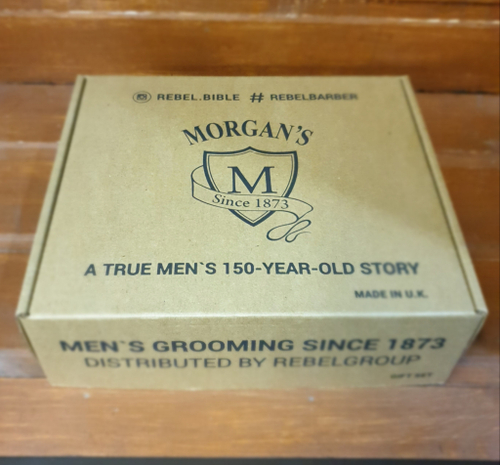 REBEL.BIBLE # REBELBARBER
MORGAN'S
M
Since 1873
A TRUE MEN`S 150-YEAR-OLD STORY
MADE IN U.K.
MEN`S GROOMING SINCE 1873
DISTRIBUTED BY REBELGROUP
GIFT SET